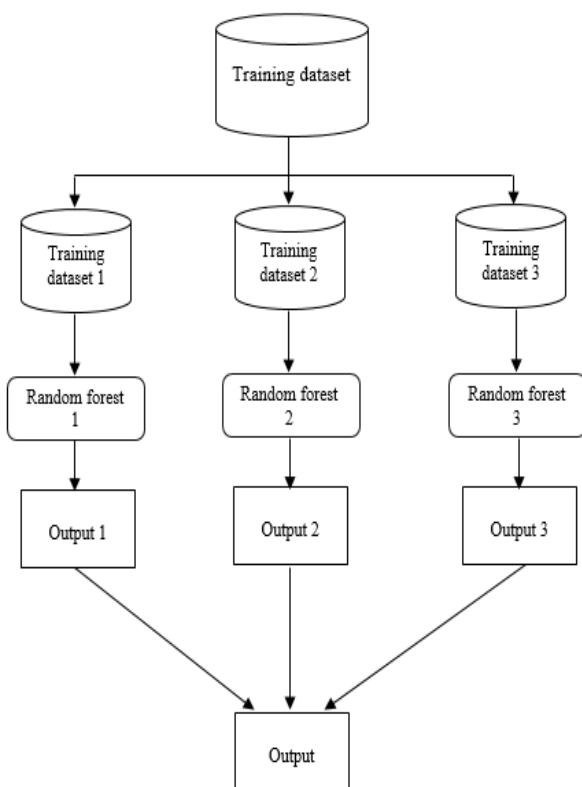 Training dataset
Training
dataset 1
Training
dataset 2
Training
dataset 3
Random forest
1
Random forest
2
Random forest
3
Output 1
Output 2
Output 3
Output